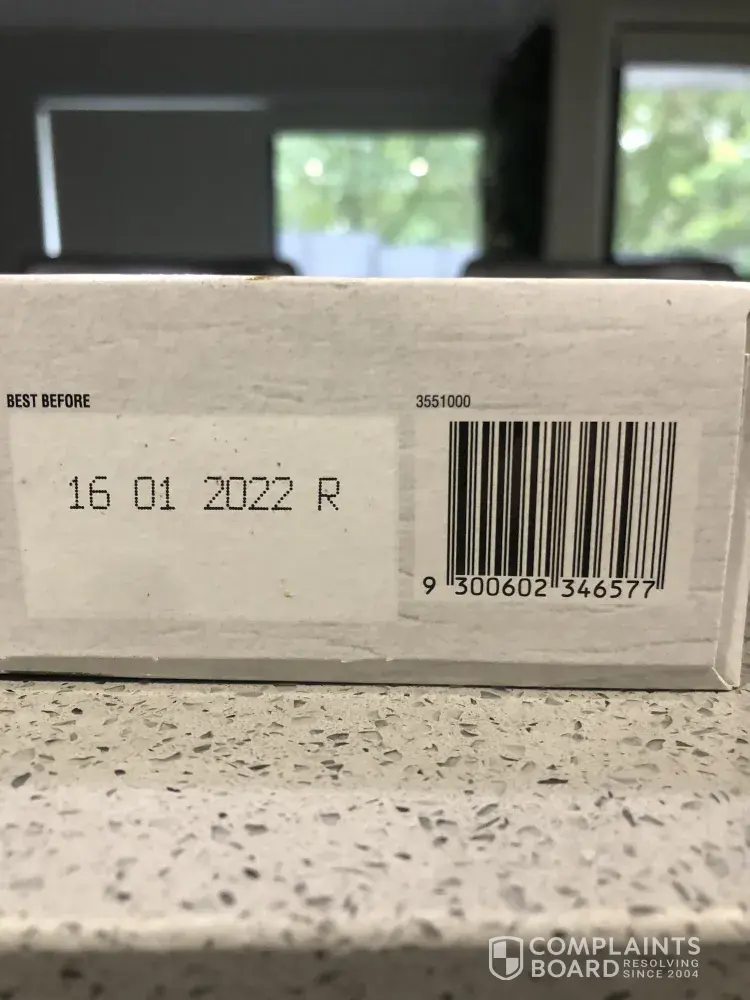 BEST BEFORE
16 01 2022 R
3551000
9 300602 346577
COMPLAINTS
BOARD RESOLVING
SINCE 2004